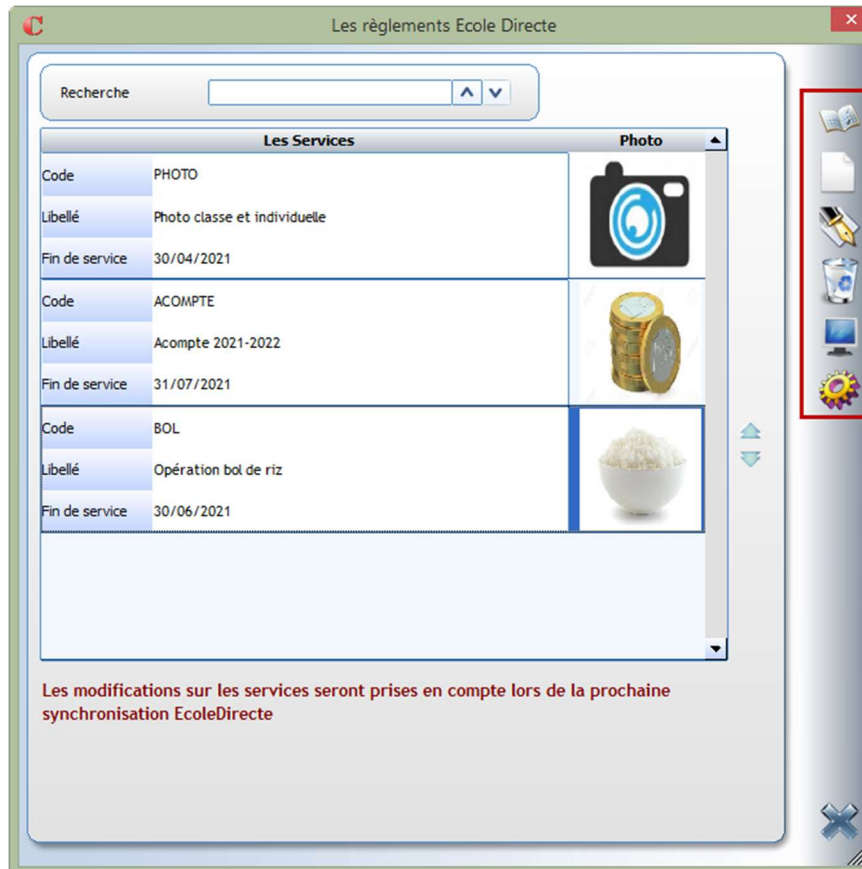 C
Les règlements Ecole Directe
Recherche
Les Services Photo
Code PHOTO
Libellé Photo classe et individuelle
Fin de service 30/04/2021
Code ACOMPTE
Libellé Acompte 2021-2022
Fin de service 31/07/2021
Code BOL
Libellé Opération bol de riz
Fin de service 30/06/2021
Les modifications sur les services seront prises en compte lors de la prochaine
synchronisation EcoleDirecte